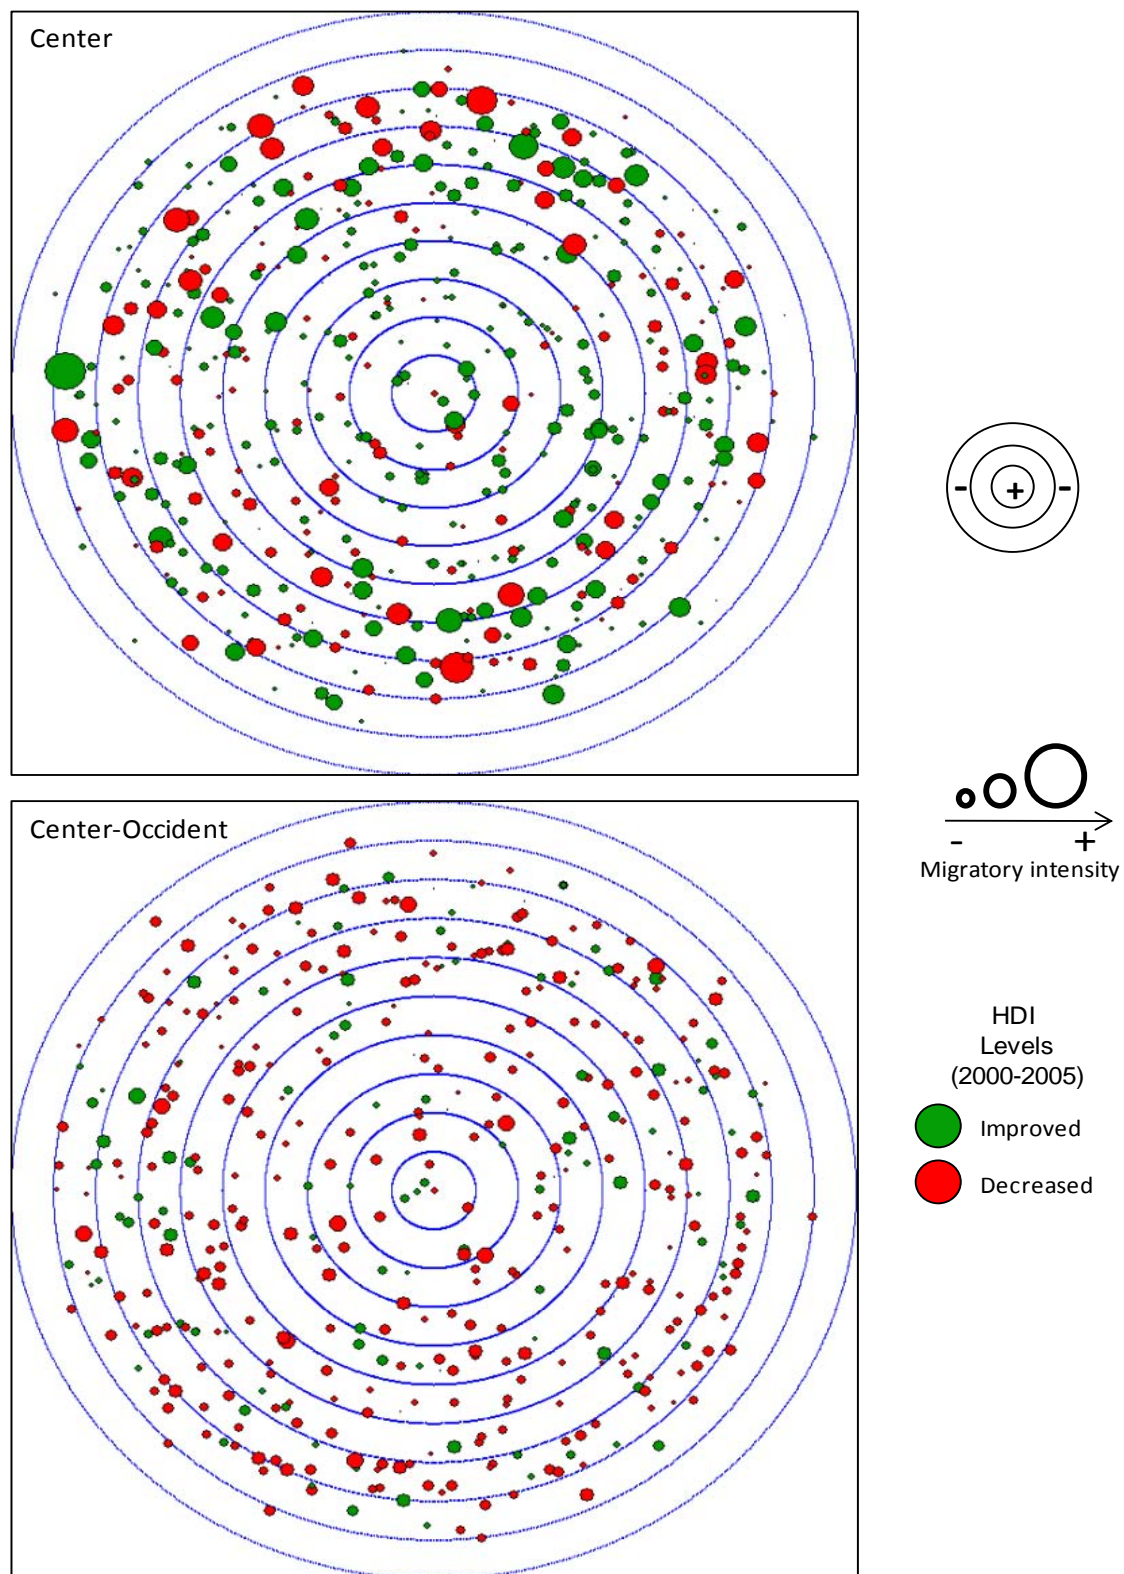 Center
- + -
- +
Migratory intensity
Center-Occident
HDI
Levels
(2000-2005)
Improved
Decreased